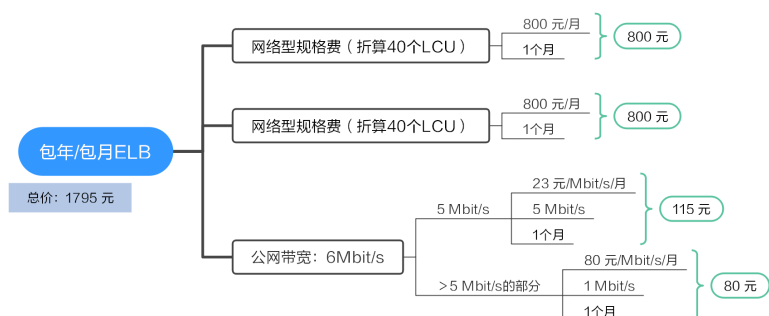 网络型规格费（折算40个LCU）
800 元/月
1个月
800 元
网络型规格费（折算40个LCU）
800 元/月
1个月
800 元
包年/包月ELB
总价：1795 元
公网带宽：6Mbit/s
5 Mbit/s
23 元/Mbit/s/月
5 Mbit/s
1个月
115 元
＞5 Mbit/s的部分
80 元/Mbit/s/月
1 Mbit/s
1个月
80 元